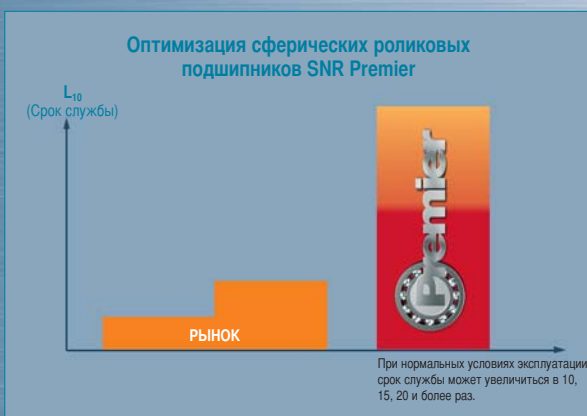 Оптимизация сферических роликовых
подшипников SNR Premier
L₁₀
(Срок службы)
РЫНОК
Premier
При нормальных условиях эксплуатации
срок службы может увеличиться в 10,
15, 20 и более раз.